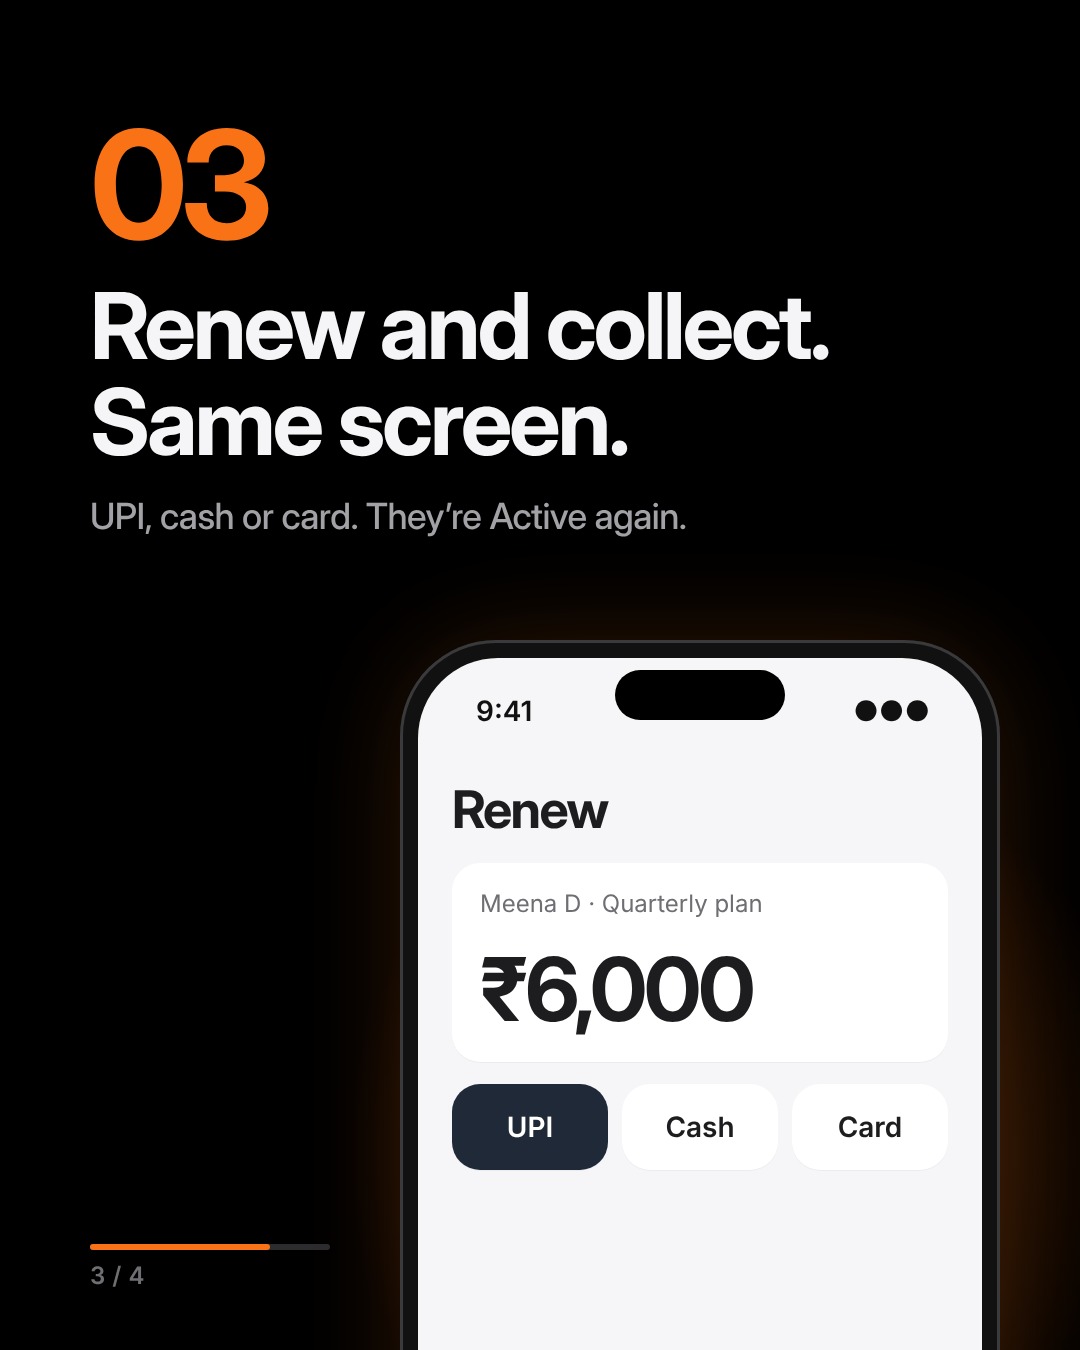 03
Renew and collect.
Same screen.
UPI, cash or card. They’re Active again.
9:41
Renew
Meena D · Quarterly plan
₹6,000
UPI
Cash
Card
3 / 4